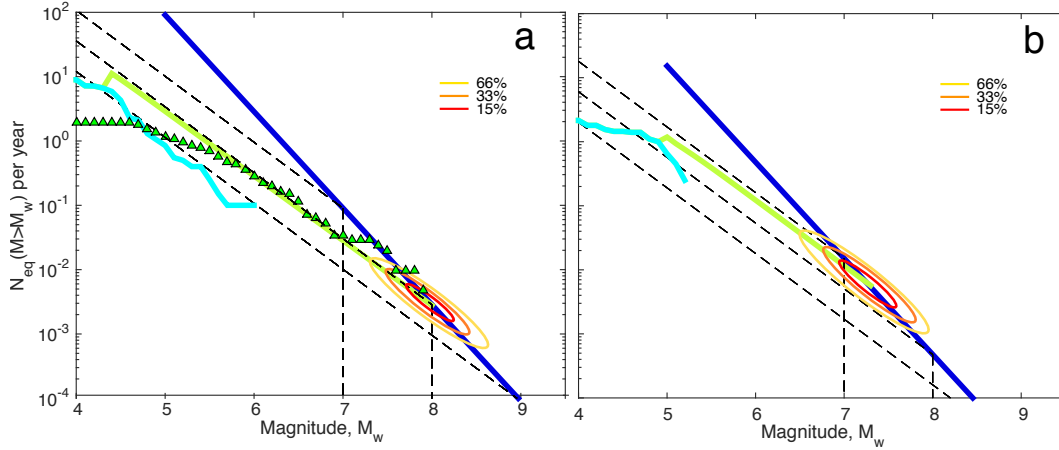 a
b
66%
33%
15%
66%
33%
15%
10^2
10^1
10^0
10^-1
10^-2
10^-3
10^-4
N_eq(M>M_w) per year
4 5 6 7 8 9
4 5 6 7 8 9
Magnitude, M_w
Magnitude, M_w